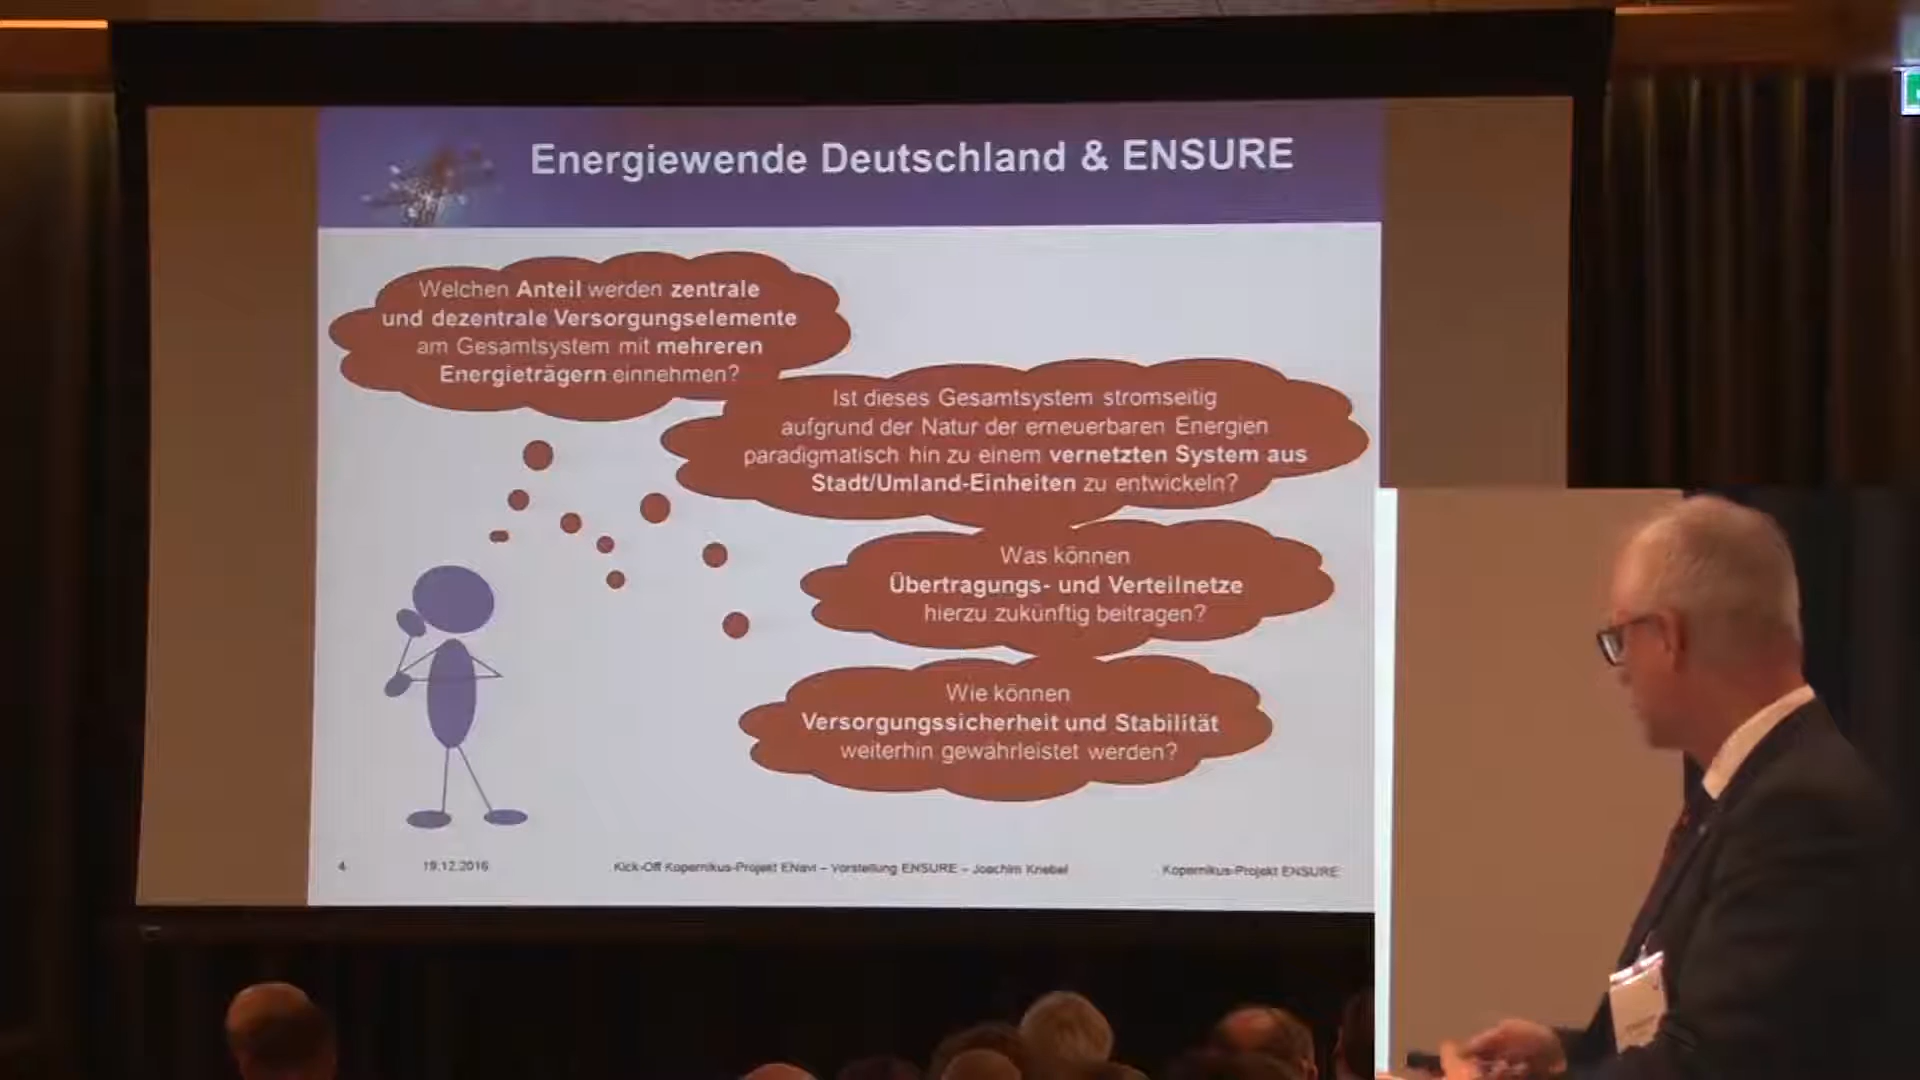 Energiewende Deutschland & ENSURE
Welchen Anteil werden zentrale
und dezentrale Versorgungselemente
am Gesamtsystem mit mehreren
Energieträgern einnehmen?
Ist dieses Gesamtsystem stromseitig
aufgrund der Natur der erneuerbaren Energien
paradigmatisch hin zu einem vernetzten System aus
Stadt/Umland-Einheiten zu entwickeln?
Was können
Übertragungs- und Verteilnetze
hierzu zukünftig beitragen?
Wie können
Versorgungssicherheit und Stabilität
weiterhin gewährleistet werden?
4
19.12.2016
Kick-Off Kopernikus-Projekt ENavi – Vorstellung ENSURE – Joachim Knebel
Kopernikus-Projekt ENSURE